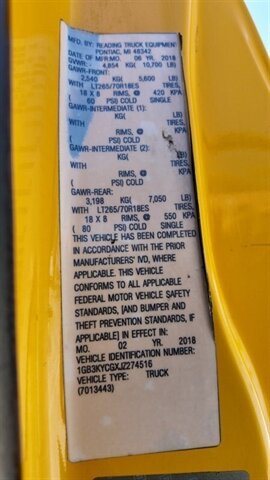 MFG. BY: READING TRUCK EQUIPMENT
PONTIAC, MI 48342
DATE OF MFR. MO. 06 YR. 2018
GVWR: - 4,854 KG( 10,700 LB)
GAWR-FRONT:
2,540 KG( 5,600 LB)
WITH LT265/70R18ES TIRES,
18 X 8 RIMS, @ 420 KPA
( 60 PSI) COLD SINGLE
GAWR-INTERMEDIATE (1):
KG( LB)
WITH TIRES,
RIMS, @ KPA
( PSI) COLD
GAWR-INTERMEDIATE (2):
KG( LB)
WITH TIRES,
RIMS, @ KPA
( PSI) COLD
GAWR-REAR:
3,198 KG( 7,050 LB)
WITH LT265/70R18ES TIRES,
18 X 8 RIMS, @ 550 KPA
( 80 PSI) COLD SINGLE
THIS VEHICLE HAS BEEN COMPLETED
IN ACCORDANCE WITH THE PRIOR
MANUFACTURERS' IVD, WHERE
APPLICABLE. THIS VEHICLE
CONFORMS TO ALL APPLICABLE
FEDERAL MOTOR VEHICLE SAFETY
STANDARDS, [AND BUMPER AND
THEFT PREVENTION STANDARDS, IF
APPLICABLE] IN EFFECT IN:
MO. 02 YR. 2018
VEHICLE IDENTIFICATION NUMBER:
1GB3KYCGXJZ274516
VEHICLE TYPE: TRUCK
(7013443)